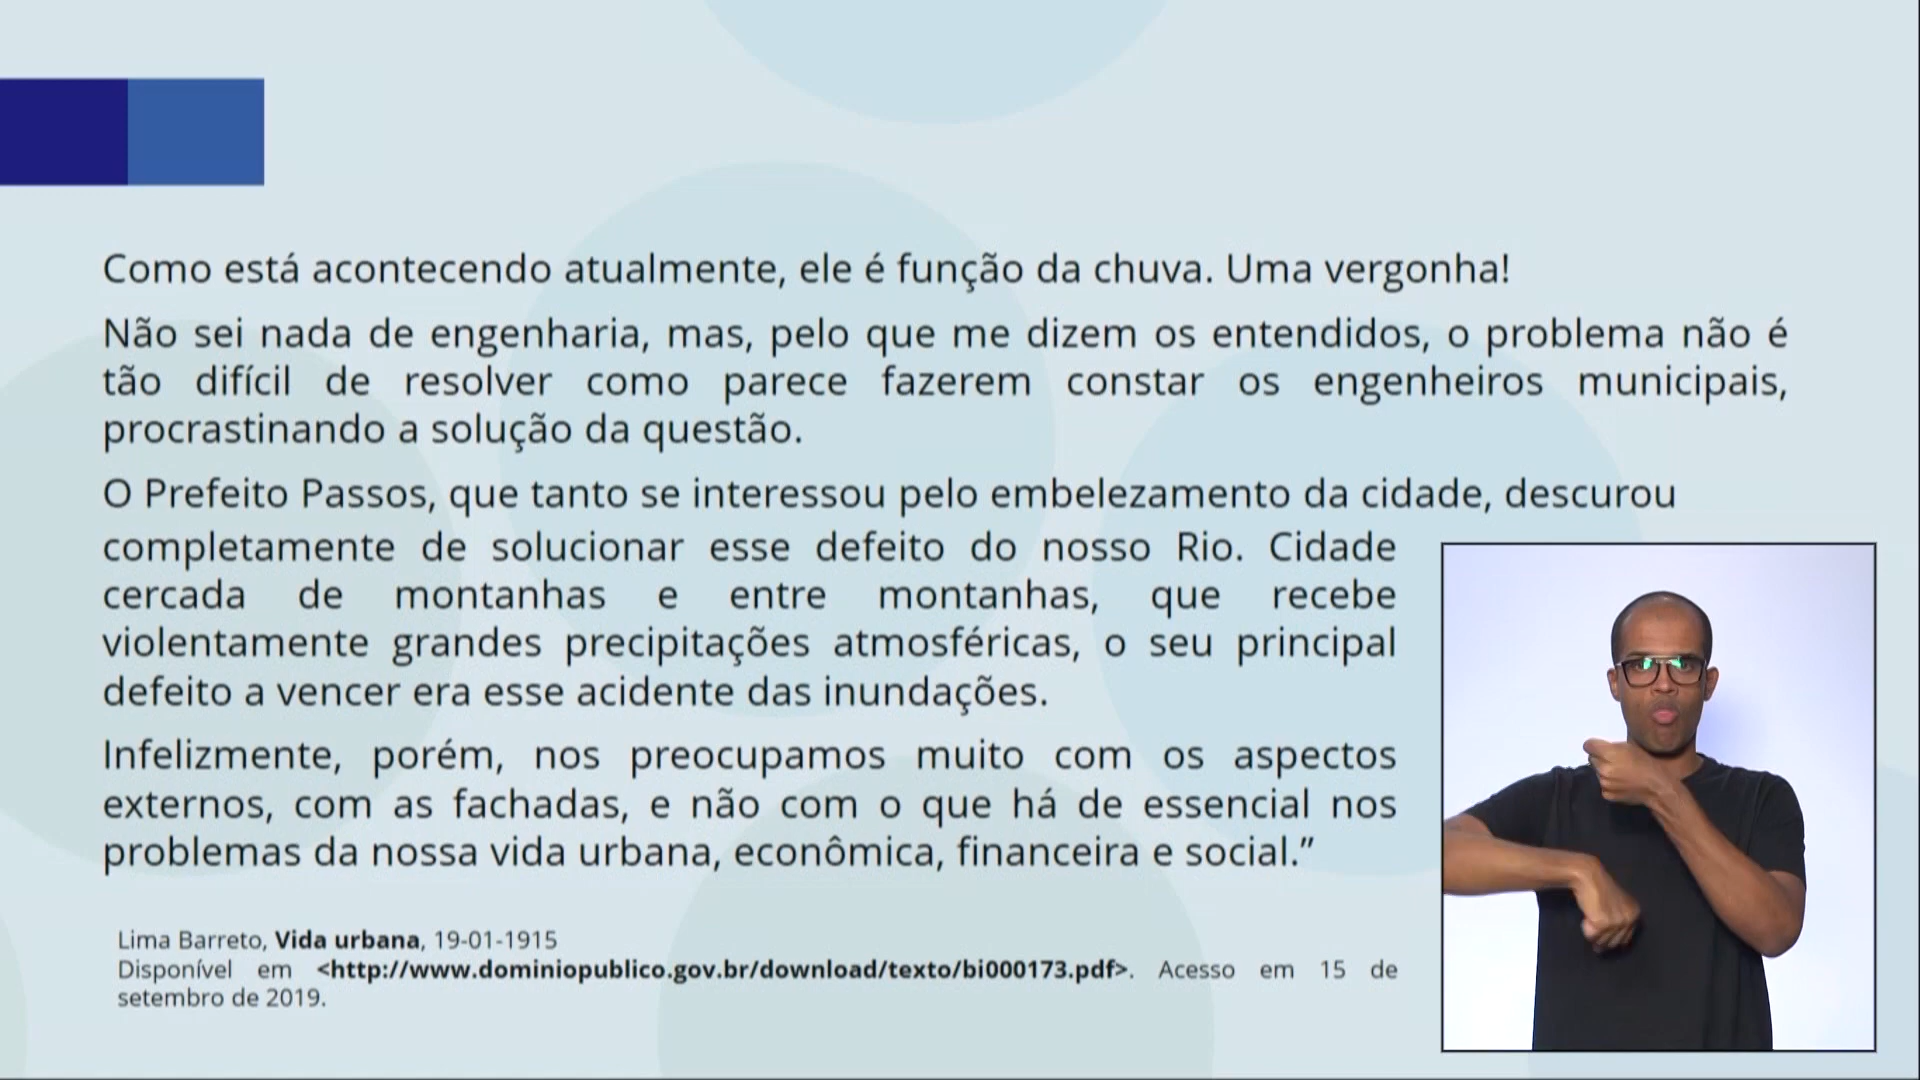 Como está acontecendo atualmente, ele é função da chuva. Uma vergonha!
Não sei nada de engenharia, mas, pelo que me dizem os entendidos, o problema não é
tão difícil de resolver como parece fazerem constar os engenheiros municipais,
procrastinando a solução da questão.
O Prefeito Passos, que tanto se interessou pelo embelezamento da cidade, descurou
completamente de solucionar esse defeito do nosso Rio. Cidade
cercada de montanhas e entre montanhas, que recebe
violentamente grandes precipitações atmosféricas, o seu principal
defeito a vencer era esse acidente das inundações.
Infelizmente, porém, nos preocupamos muito com os aspectos
externos, com as fachadas, e não com o que há de essencial nos
problemas da nossa vida urbana, econômica, financeira e social.”
Lima Barreto, Vida urbana, 19-01-1915
Disponível em <http://www.dominiopublico.gov.br/download/texto/bi000173.pdf>. Acesso em 15 de
setembro de 2019.